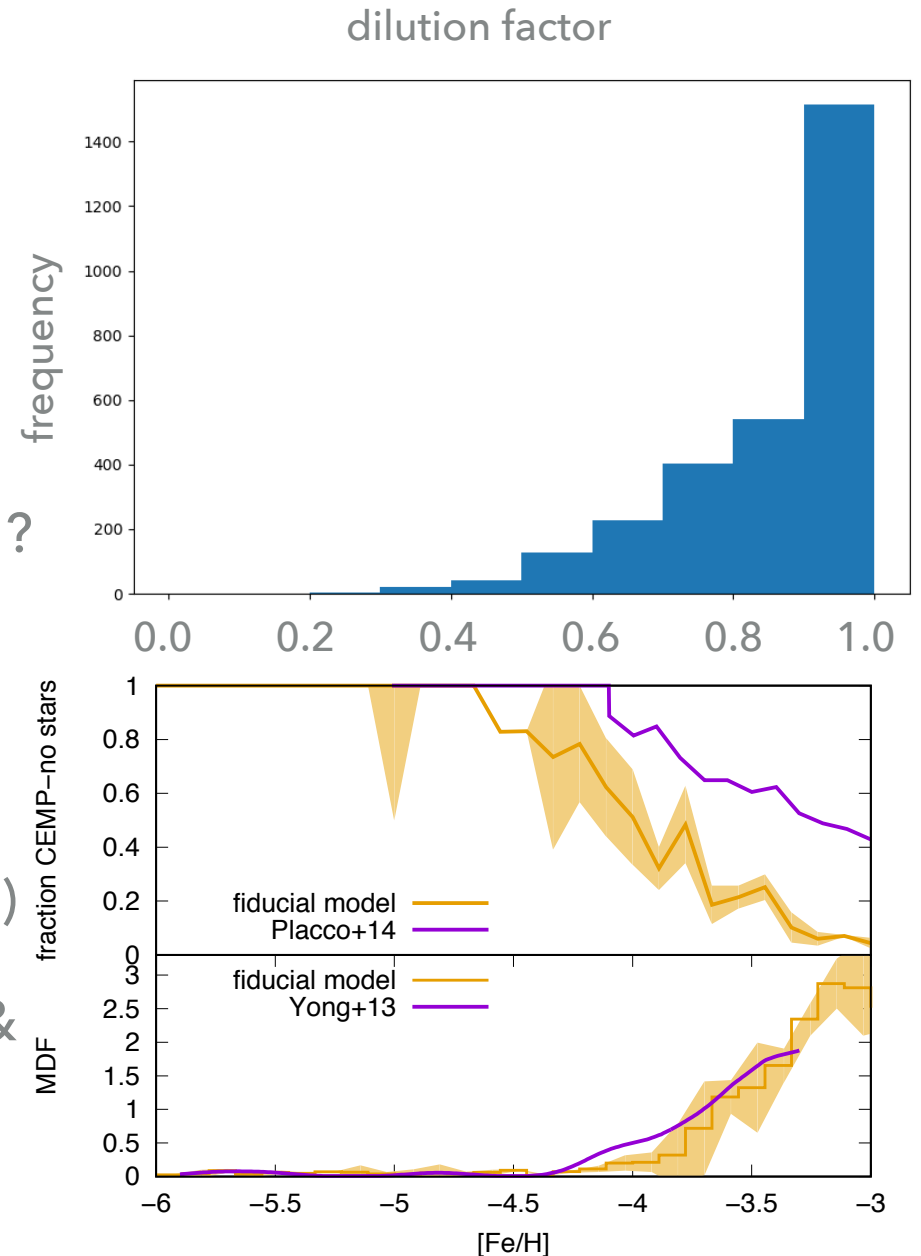 dilution factor
1400
1200
1000
800
600
400
200
0
frequency
?
0.0 0.2 0.4 0.6 0.8 1.0
1
0.8
0.6
0.4
0.2
0
fraction CEMP−no stars
)
fiducial model
Placco+14
3
2.5
2
1.5
1
0.5
0
MDF
&
fiducial model
Yong+13
−6 −5.5 −5 −4.5 −4 −3.5 −3
[Fe/H]